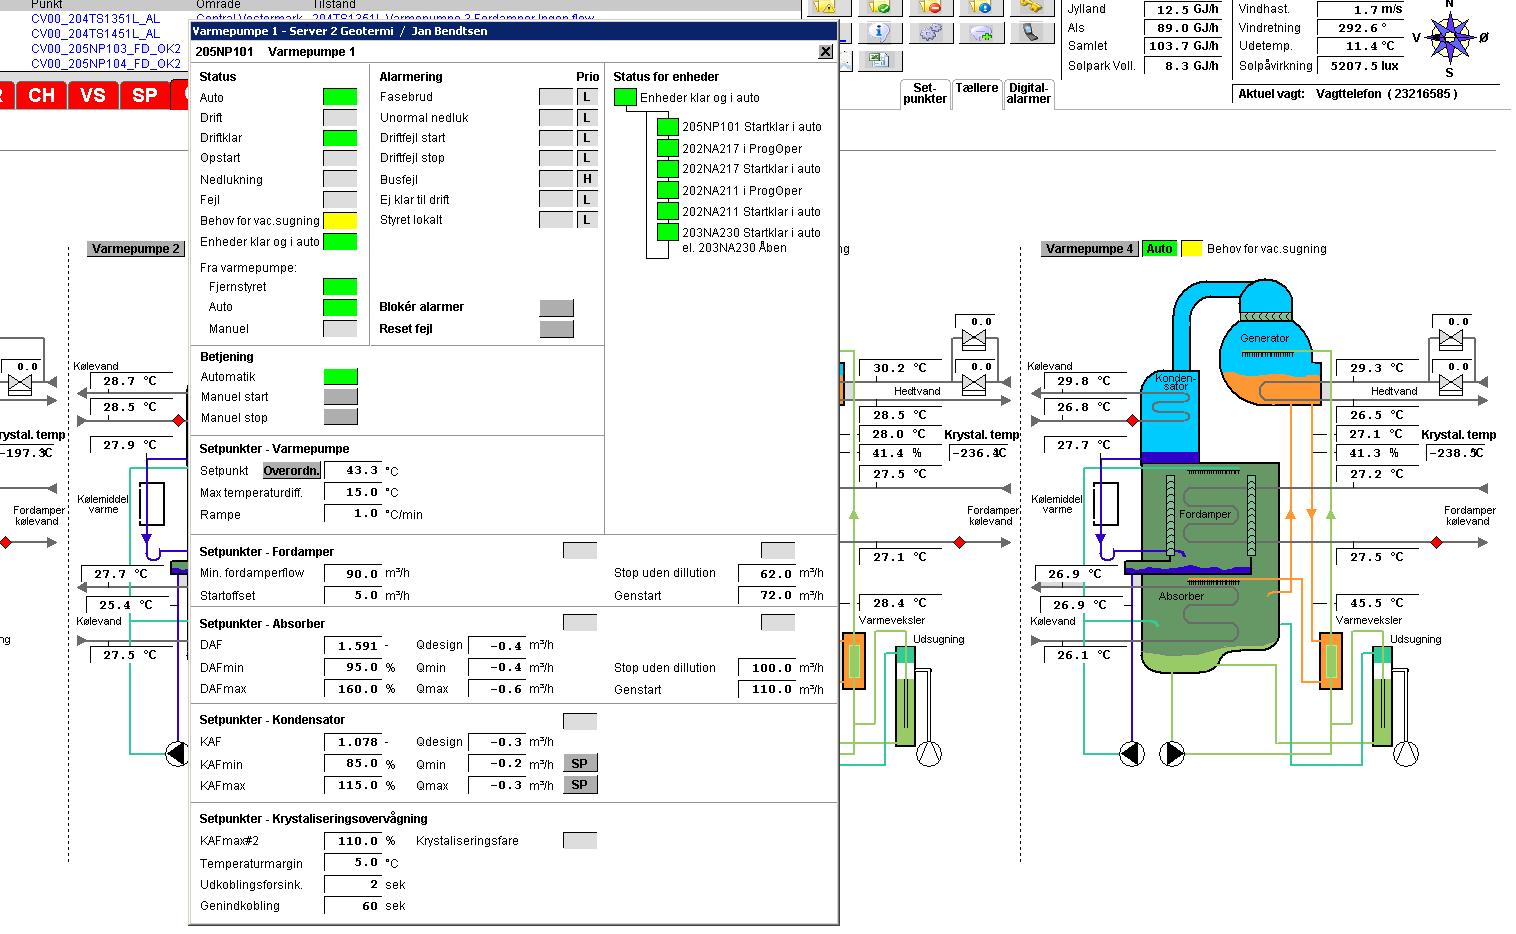 Punkt Område Tilstand
CV00_204TS1351L_AL Central Vestermark 204TS1351L Varmepumpe 3 Fordamper Ingen flow
CV00_204TS1451L_AL
CV00_205NP103_FD_OK2
CV00_205NP104_FD_OK2
R CH VS SP
Jylland 12.5 GJ/h
Als 89.0 GJ/h
Samlet 103.7 GJ/h
Solpark Voll. 8.3 GJ/h
Vindhast. 1.7 m/s
Vindretning 292.6 °
Udetemp. 11.4 °C
Solpåvirkning 5207.5 lux
N
V Ø
S
Set-punkter Tællere Digital-alarmer
Aktuel vagt: Vagttelefon ( 23216585 )
Varmepumpe 1 - Server 2 Geotermi / Jan Bendtsen
205NP101 Varmepumpe 1
Status
Auto
Drift
Driftklar
Opstart
Nedlukning
Fejl
Behov for vac.sugning
Enheder klar og i auto
Fra varmepumpe:
Fjernstyret
Auto
Manuel
Alarmering Prio
Fasebrud L
Unormal nedluk L
Driftfejl start L
Driftfejl stop L
Busfejl H
Ej klar til drift L
Styret lokalt L
Blokér alarmer
Reset fejl
Status for enheder
Enheder klar og i auto
205NP101 Startklar i auto
202NA217 i ProgOper
202NA217 Startklar i auto
202NA211 i ProgOper
202NA211 Startklar i auto
203NA230 Startklar i auto
el. 203NA230 Åben
Betjening
Automatik
Manuel start
Manuel stop
Setpunkter - Varmepumpe
Setpunkt Overordn. 43.3 °C
Max temperaturdiff. 15.0 °C
Rampe 1.0 °C/min
Setpunkter - Fordamper
Min. fordamperflow 90.0 m³/h Stop uden dillution 62.0 m³/h
Startoffset 5.0 m³/h Genstart 72.0 m³/h
Setpunkter - Absorber
DAF 1.591 - Qdesign -0.4 m³/h
DAFmin 95.0 % Qmin -0.4 m³/h Stop uden dillution 100.0 m³/h
DAFmax 160.0 % Qmax -0.6 m³/h Genstart 110.0 m³/h
Setpunkter - Kondensator
KAF 1.078 - Qdesign -0.3 m³/h
KAFmin 85.0 % Qmin -0.2 m³/h SP
KAFmax 115.0 % Qmax -0.3 m³/h SP
Setpunkter - Krystaliseringsovervågning
KAFmax#2 110.0 % Krystaliseringsfare
Temperaturmargin 5.0 °C
Udkoblingsforsink. 2 sek
Genindkobling 60 sek
Varmepumpe 2
0.0
Kølevand
28.7 °C
28.5 °C
rystal. temp
-197.3 °C
27.9 °C
Kølemiddel
varme
Fordamper
kølevand
27.7 °C
25.4 °C
Kølevand
27.5 °C
ng
ng
0.0
30.2 °C
0.0
Hedtvand
28.5 °C
28.0 °C Krystal. temp
41.4 % -236.4 °C
27.5 °C
Fordamper
kølevand
27.1 °C
28.4 °C
Varmeveksler
Udsugning
Varmepumpe 4 Auto Behov for vac.sugning
Generator
0.0
Kølevand
29.8 °C
Konden-
sator
29.3 °C
0.0
Hedtvand
26.8 °C
26.5 °C
27.7 °C
27.1 °C Krystal. temp
41.3 % -238.5 °C
27.2 °C
Kølemiddel
varme
Fordamper
Fordamper
kølevand
27.5 °C
26.9 °C
Absorber
26.9 °C
45.5 °C
Kølevand
Varmeveksler
Udsugning
26.1 °C